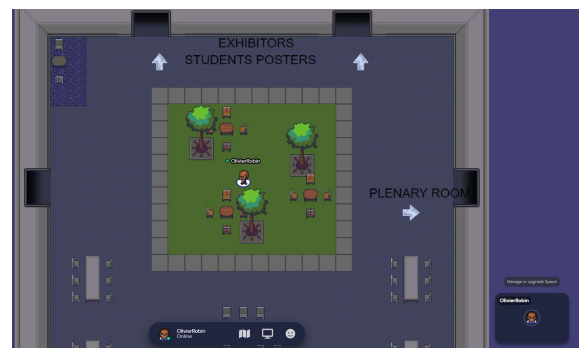 EXHIBITORS
STUDENTS POSTERS
OlivierRobin
PLENARY ROOM
Manage or upgrade Space
OlivierRobin
OlivierRobin
Online